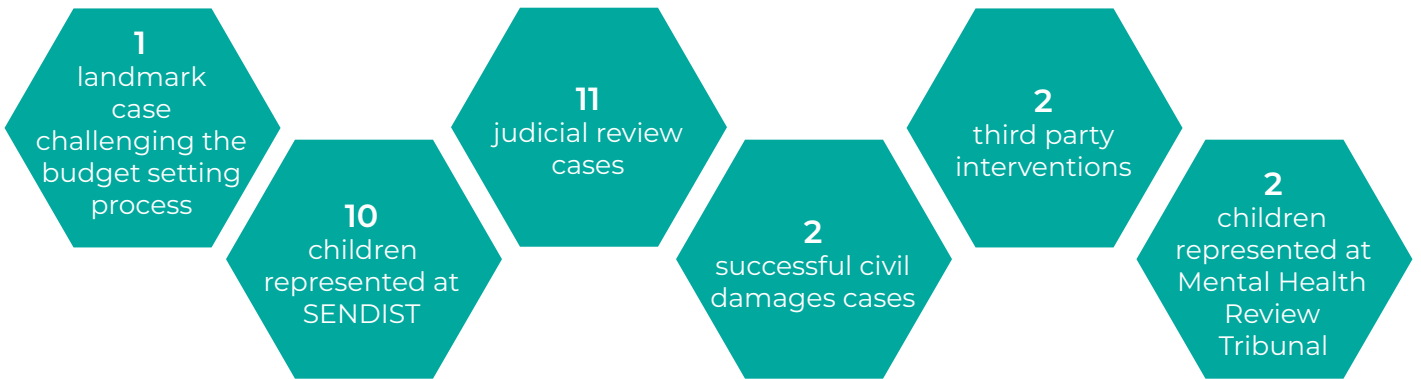 1
landmark
case
challenging the
budget setting
process
10
children
represented at
SENDIST
11
judicial review
cases
2
successful civil
damages cases
2
third party
interventions
2
children
represented at
Mental Health
Review
Tribunal